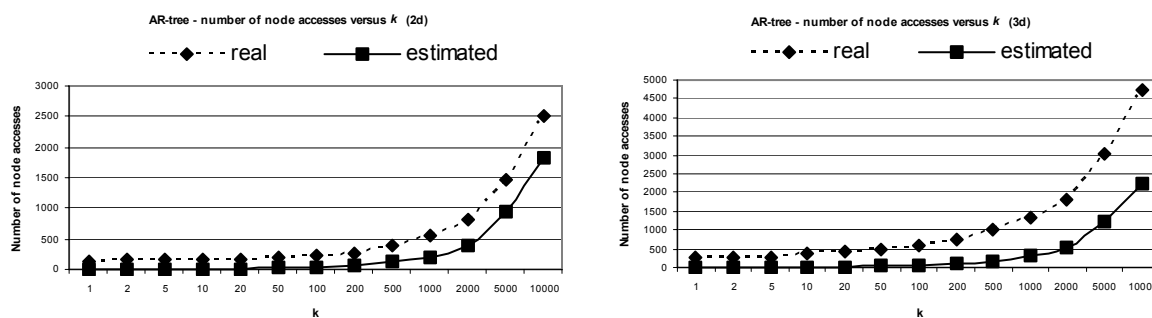 AR-tree - number of node accesses versus k (2d)
real estimated
Number of node accesses
3000
2500
2000
1500
1000
500
0
1 2 5 10 20 50 100 200 500 1000 2000 5000 10000
k
AR-tree - number of node accesses versus k (3d)
real estimated
Number of node accesses
5000
4500
4000
3500
3000
2500
2000
1500
1000
500
0
1 2 5 10 20 50 100 200 500 1000 2000 5000 1000
k